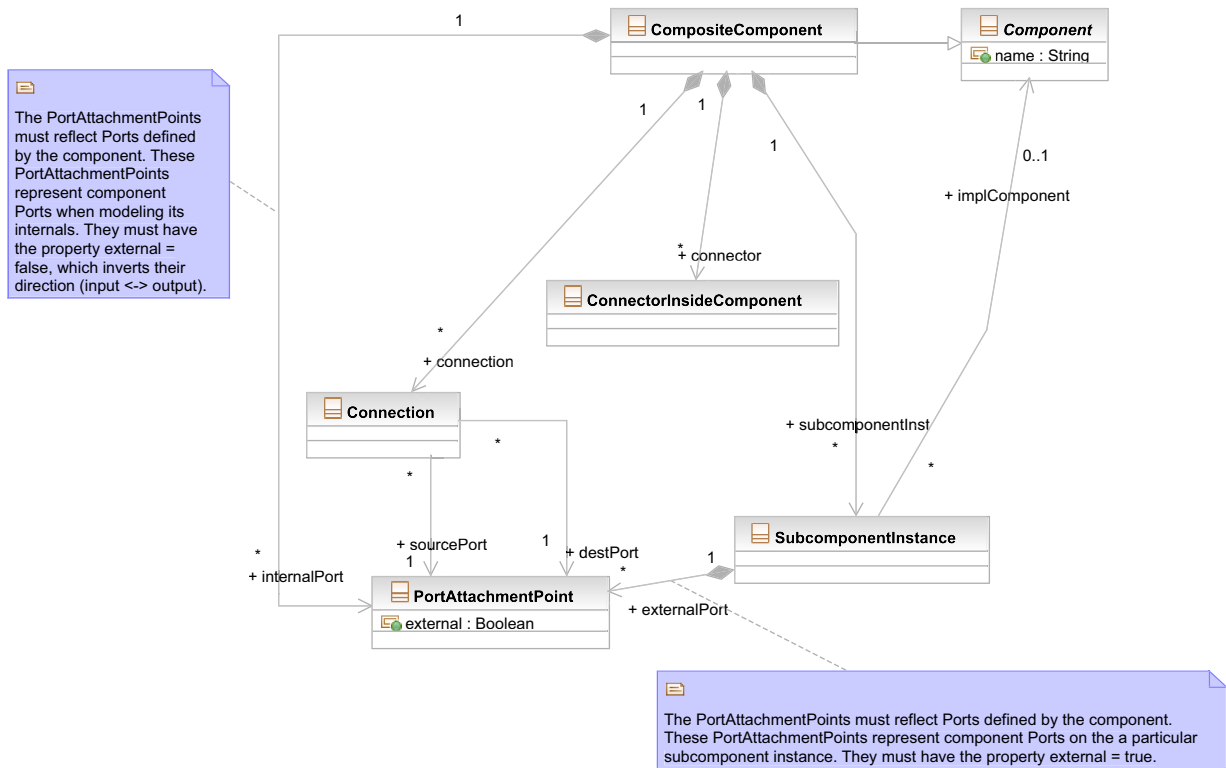 1
CompositeComponent
Component
name : String
The PortAttachmentPoints
must reflect Ports defined
by the component. These
PortAttachmentPoints
represent component
Ports when modeling its
internals. They must have
the property external =
false, which inverts their
direction (input <-> output).
1
1
1
0..1
+ implComponent
*
+ connector
ConnectorInsideComponent
*
+ connection
Connection
*
*
+ subcomponentInst
*
*
+ sourcePort
1
1
+ destPort
*
+ internalPort
PortAttachmentPoint
external : Boolean
SubcomponentInstance
1
*
+ externalPort
The PortAttachmentPoints must reflect Ports defined by the component.
These PortAttachmentPoints represent component Ports on the a particular
subcomponent instance. They must have the property external = true.